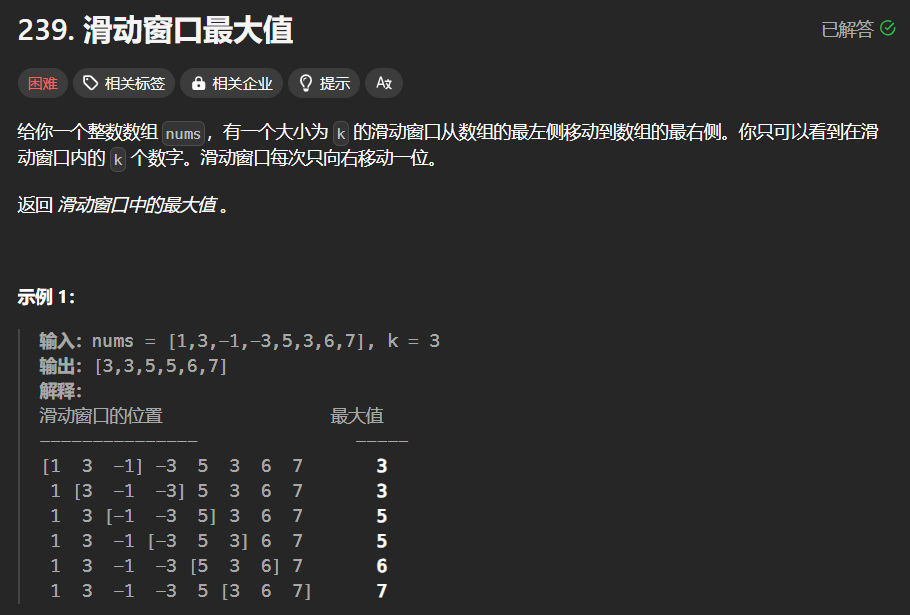 239. 滑动窗口最大值
已解答
困难 相关标签 相关企业 提示 Ax
给你一个整数数组 nums，有一个大小为 k 的滑动窗口从数组的最左侧移动到数组的最右侧。你只可以看到在滑
动窗口内的 k 个数字。滑动窗口每次只向右移动一位。
返回 滑动窗口中的最大值 。
示例 1：
输入：nums = [1,3,-1,-3,5,3,6,7], k = 3
输出：[3,3,5,5,6,7]
解释：
滑动窗口的位置 最大值
--------------- -----
[1 3 -1] -3 5 3 6 7 3
1 [3 -1 -3] 5 3 6 7 3
1 3 [-1 -3 5] 3 6 7 5
1 3 -1 [-3 5 3] 6 7 5
1 3 -1 -3 [5 3 6] 7 6
1 3 -1 -3 5 [3 6 7] 7